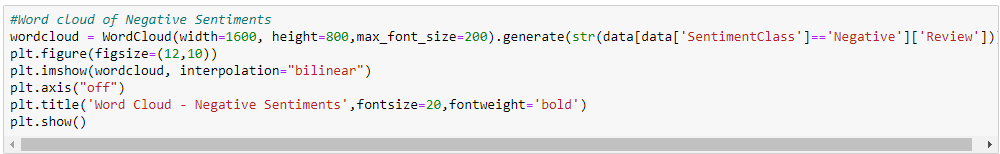 #Word cloud of Negative Sentiments
wordcloud = WordCloud(width=1600, height=800,max_font_size=200).generate(str(data[data['SentimentClass']=='Negative']['Review'])
plt.figure(figsize=(12,10))
plt.imshow(wordcloud, interpolation="bilinear")
plt.axis("off")
plt.title('Word Cloud - Negative Sentiments',fontsize=20,fontweight='bold')
plt.show()